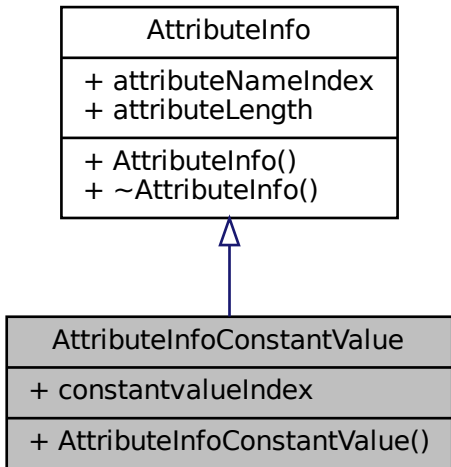 AttributeInfo
+ attributeNameIndex
+ attributeLength
+ AttributeInfo()
+ ~AttributeInfo()
AttributeInfoConstantValue
+ constantvalueIndex
+ AttributeInfoConstantValue()